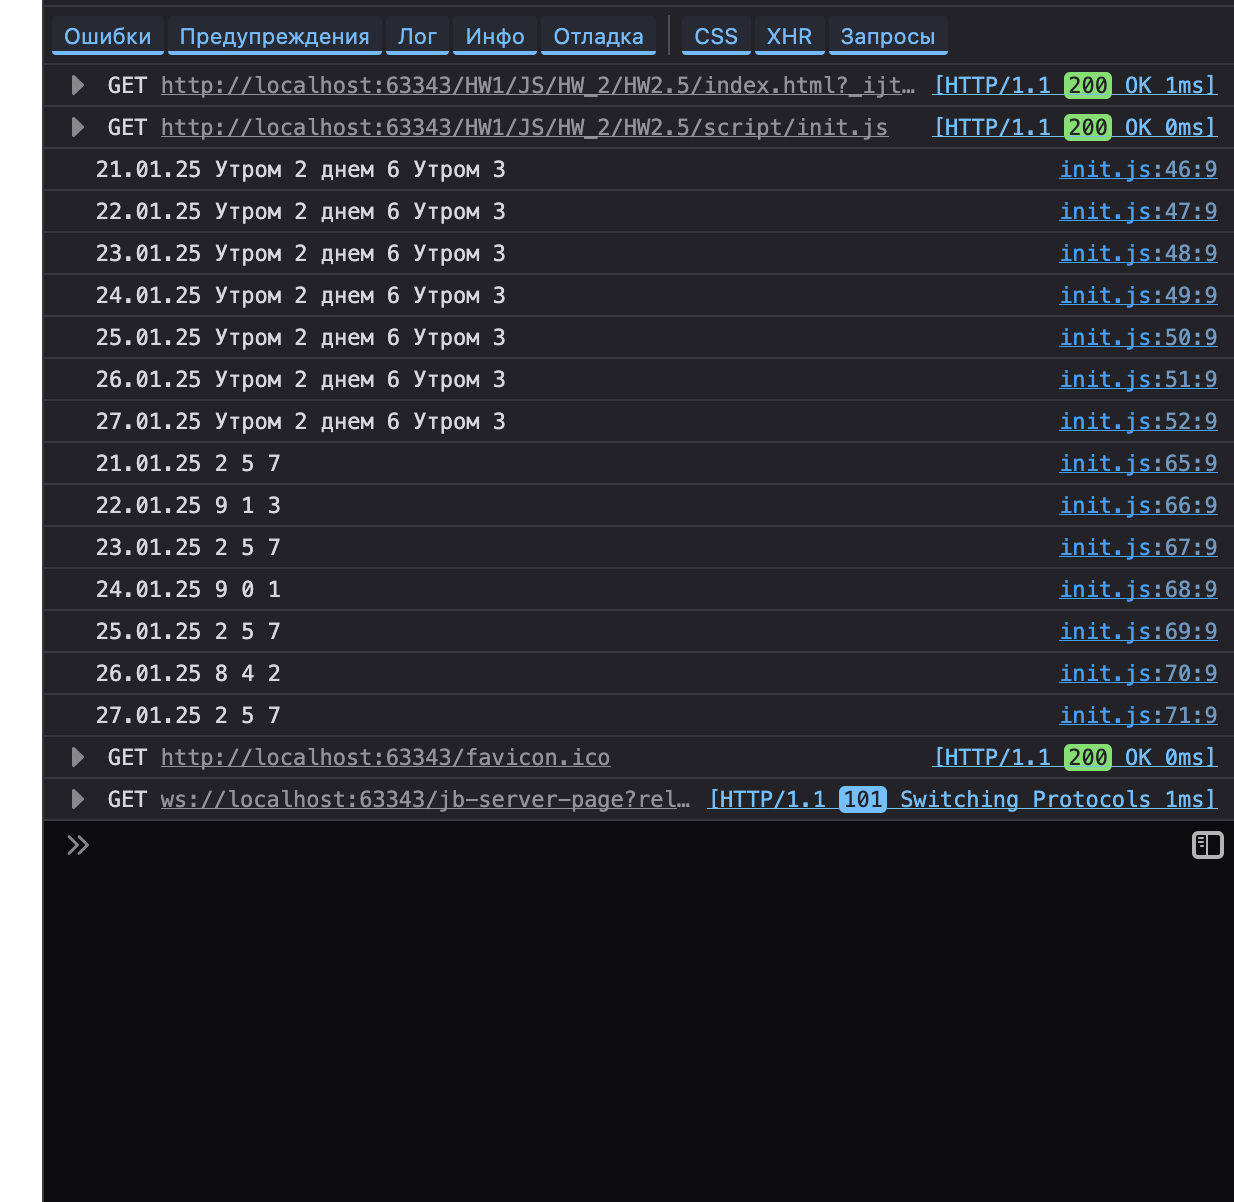 Ошибки Предупреждения Лог Инфо Отладка CSS XHR Запросы
GET http://localhost:63343/HW1/JS/HW_2/HW2.5/index.html?_ijt… [HTTP/1.1 200 OK 1ms]
GET http://localhost:63343/HW1/JS/HW_2/HW2.5/script/init.js [HTTP/1.1 200 OK 0ms]
21.01.25 Утром 2 днем 6 Утром 3 init.js:46:9
22.01.25 Утром 2 днем 6 Утром 3 init.js:47:9
23.01.25 Утром 2 днем 6 Утром 3 init.js:48:9
24.01.25 Утром 2 днем 6 Утром 3 init.js:49:9
25.01.25 Утром 2 днем 6 Утром 3 init.js:50:9
26.01.25 Утром 2 днем 6 Утром 3 init.js:51:9
27.01.25 Утром 2 днем 6 Утром 3 init.js:52:9
21.01.25 2 5 7 init.js:65:9
22.01.25 9 1 3 init.js:66:9
23.01.25 2 5 7 init.js:67:9
24.01.25 9 0 1 init.js:68:9
25.01.25 2 5 7 init.js:69:9
26.01.25 8 4 2 init.js:70:9
27.01.25 2 5 7 init.js:71:9
GET http://localhost:63343/favicon.ico [HTTP/1.1 200 OK 0ms]
GET ws://localhost:63343/jb-server-page?rel… [HTTP/1.1 101 Switching Protocols 1ms]